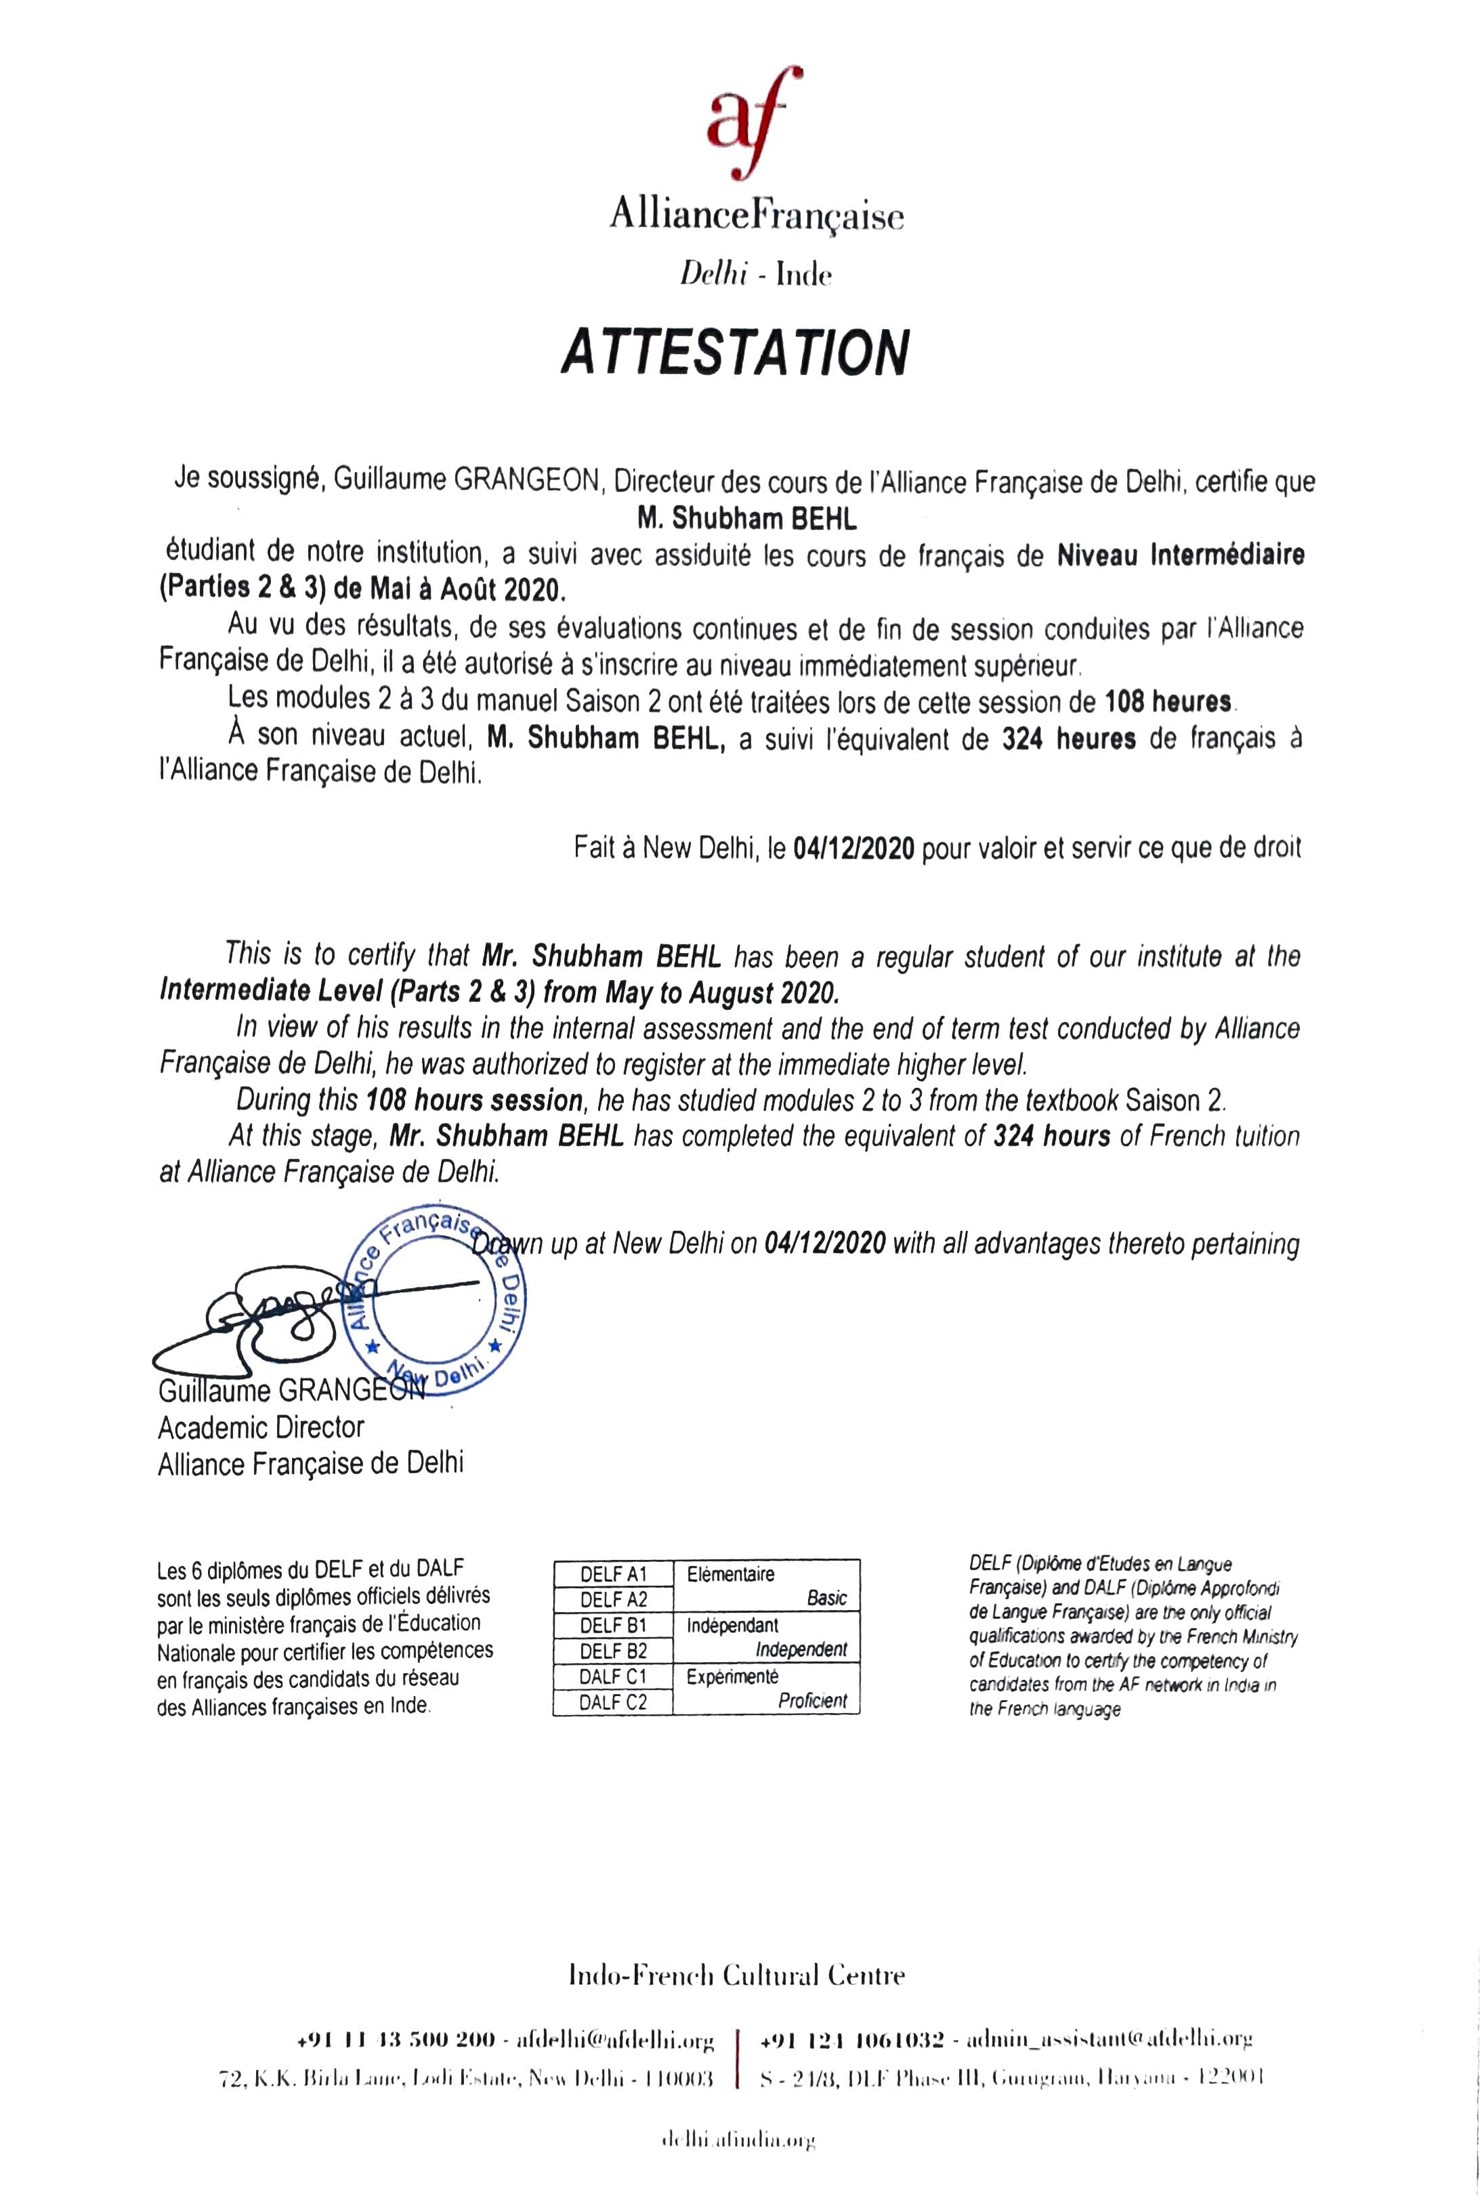 af
AllianceFrançaise
Delhi - Inde
ATTESTATION
Je soussigné, Guillaume GRANGEON, Directeur des cours de l'Alliance Française de Delhi, certifie que
M. Shubham BEHL
étudiant de notre institution, a suivi avec assiduité les cours de français de Niveau Intermédiaire
(Parties 2 & 3) de Mai à Août 2020.
Au vu des résultats, de ses évaluations continues et de fin de session conduites par l'Alliance
Française de Delhi, il a été autorisé à s'inscrire au niveau immédiatement supérieur.
Les modules 2 à 3 du manuel Saison 2 ont été traitées lors de cette session de 108 heures.
À son niveau actuel, M. Shubham BEHL, a suivi l'équivalent de 324 heures de français à
l'Alliance Française de Delhi.
Fait à New Delhi, le 04/12/2020 pour valoir et servir ce que de droit
This is to certify that Mr. Shubham BEHL has been a regular student of our institute at the
Intermediate Level (Parts 2 & 3) from May to August 2020.
In view of his results in the internal assessment and the end of term test conducted by Alliance
Française de Delhi, he was authorized to register at the immediate higher level.
During this 108 hours session, he has studied modules 2 to 3 from the textbook Saison 2.
At this stage, Mr. Shubham BEHL has completed the equivalent of 324 hours of French tuition
at Alliance Française de Delhi.
Drawn up at New Delhi on 04/12/2020 with all advantages thereto pertaining
Alliance Française de Delhi
★ New Delhi. ★
Guillaume GRANGEON
Academic Director
Alliance Française de Delhi
Les 6 diplômes du DELF et du DALF
sont les seuls diplômes officiels délivrés
par le ministère français de l'Éducation
Nationale pour certifier les compétences
en français des candidats du réseau
des Alliances françaises en Inde.
DELF A1 Elémentaire
DELF A2 Basic
DELF B1 Indépendant
DELF B2 Independent
DALF C1 Expérimenté
DALF C2 Proficient
DELF (Diplôme d'Etudes en Langue
Française) and DALF (Diplôme Approfondi
de Langue Française) are the only official
qualifications awarded by the French Ministry
of Education to certify the competency of
candidates from the AF network in India in
the French language
Indo-French Cultural Centre
+91 11 43 500 200 - afdelhi@afdelhi.org
72, K.K. Birla Lane, Lodi Estate, New Delhi - 110003
+91 124 4061032 - admin_assistant@afdelhi.org
S - 24/8, DLF Phase III, Gurugram, Haryana - 122001
delhi.afindia.org